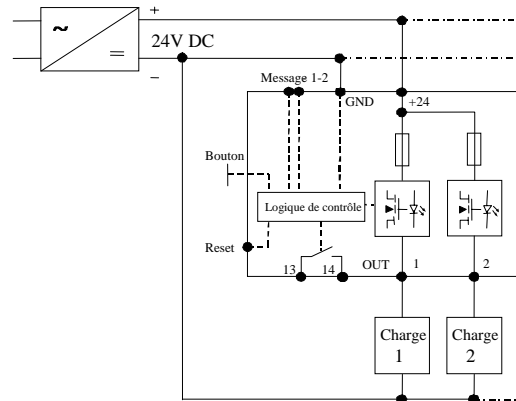 +
~
=
24V DC
−
Message 1-2
GND
+24
Bouton
Logique de contrôle
Reset
13
14
OUT
1
2
Charge
1
Charge
2